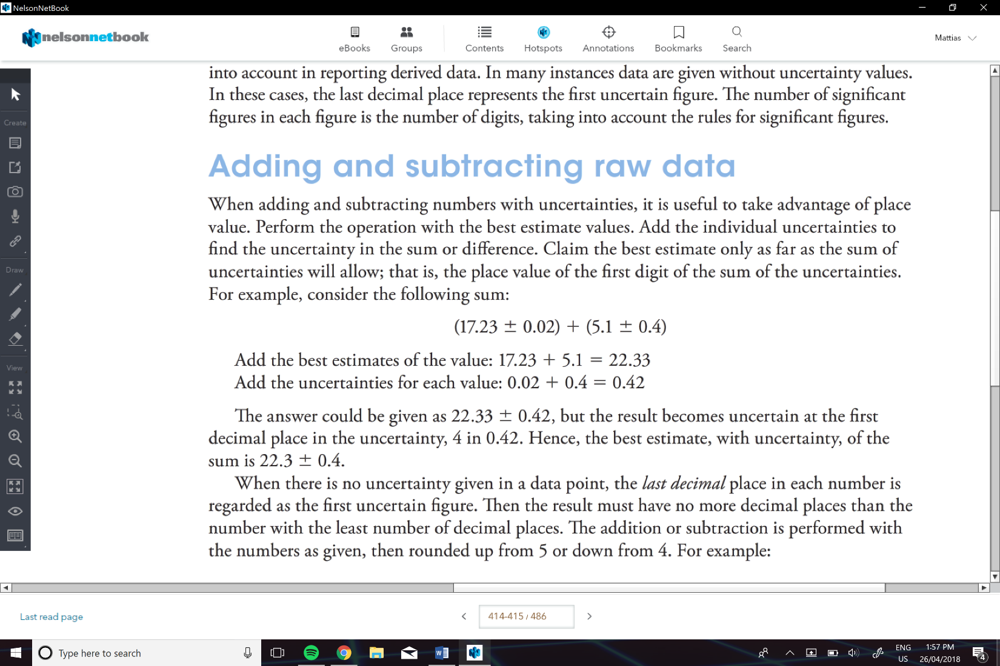 NelsonNetBook
nelsonnetbook
eBooks
Groups
Contents
Hotspots
Annotations
Bookmarks
Search
Mattias
Create
Draw
View
into account in reporting derived data. In many instances data are given without uncertainty values.
In these cases, the last decimal place represents the first uncertain figure. The number of significant
figures in each figure is the number of digits, taking into account the rules for significant figures.
Adding and subtracting raw data
When adding and subtracting numbers with uncertainties, it is useful to take advantage of place
value. Perform the operation with the best estimate values. Add the individual uncertainties to
find the uncertainty in the sum or difference. Claim the best estimate only as far as the sum of
uncertainties will allow; that is, the place value of the first digit of the sum of the uncertainties.
For example, consider the following sum:
(17.23 ± 0.02) + (5.1 ± 0.4)
Add the best estimates of the value: 17.23 + 5.1 = 22.33
Add the uncertainties for each value: 0.02 + 0.4 = 0.42
The answer could be given as 22.33 ± 0.42, but the result becomes uncertain at the first
decimal place in the uncertainty, 4 in 0.42. Hence, the best estimate, with uncertainty, of the
sum is 22.3 ± 0.4.
When there is no uncertainty given in a data point, the last decimal place in each number is
regarded as the first uncertain figure. Then the result must have no more decimal places than the
number with the least number of decimal places. The addition or subtraction is performed with
the numbers as given, then rounded up from 5 or down from 4. For example:
Last read page
414-415 / 486
Type here to search
ENG
US
1:57 PM
26/04/2018
4